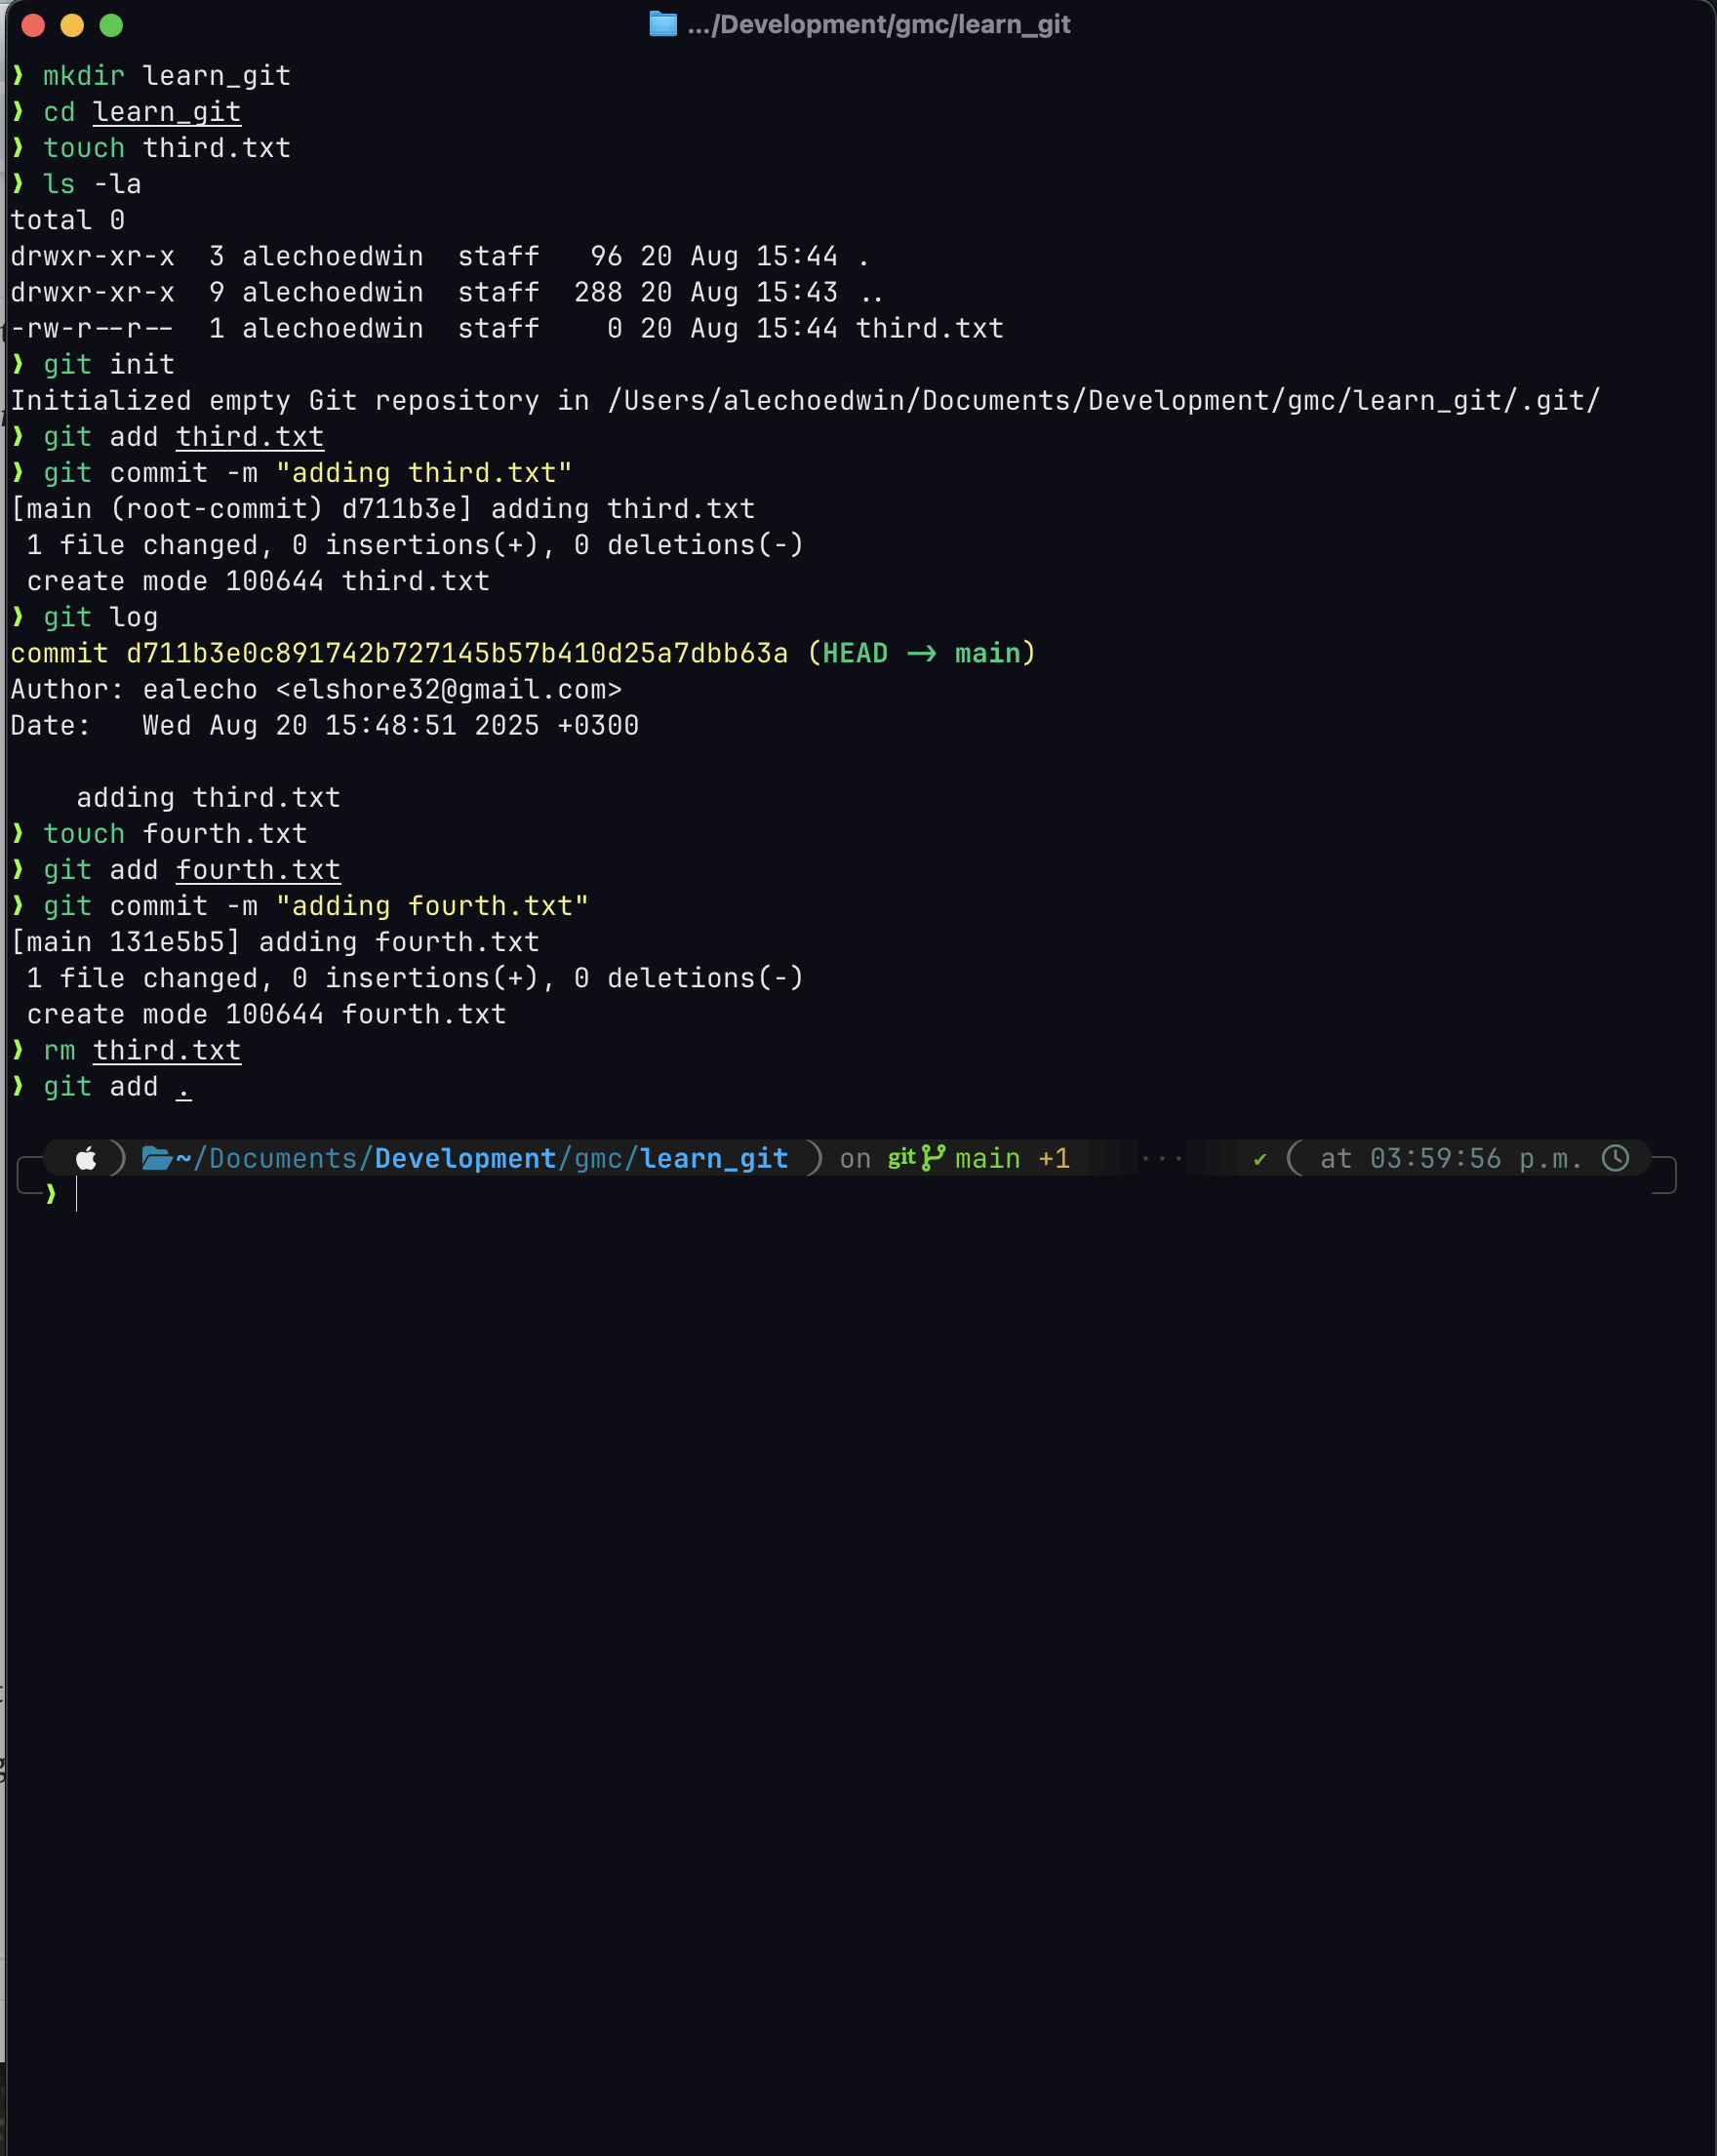 .../Development/gmc/learn_git
❯ mkdir learn_git
❯ cd learn_git
❯ touch third.txt
❯ ls -la
total 0
drwxr-xr-x  3 alechoedwin  staff   96 20 Aug 15:44 .
drwxr-xr-x  9 alechoedwin  staff  288 20 Aug 15:43 ..
-rw-r--r--  1 alechoedwin  staff    0 20 Aug 15:44 third.txt
❯ git init
Initialized empty Git repository in /Users/alechoedwin/Documents/Development/gmc/learn_git/.git/
❯ git add third.txt
❯ git commit -m "adding third.txt"
[main (root-commit) d711b3e] adding third.txt
 1 file changed, 0 insertions(+), 0 deletions(-)
 create mode 100644 third.txt
❯ git log
commit d711b3e0c891742b727145b57b410d25a7dbb63a (HEAD -> main)
Author: ealecho <elshore32@gmail.com>
Date:   Wed Aug 20 15:48:51 2025 +0300
    adding third.txt
❯ touch fourth.txt
❯ git add fourth.txt
❯ git commit -m "adding fourth.txt"
[main 131e5b5] adding fourth.txt
 1 file changed, 0 insertions(+), 0 deletions(-)
 create mode 100644 fourth.txt
❯ rm third.txt
❯ git add .
~/Documents/Development/gmc/learn_git ) on git main +1 ··· ✔ ( at 03:59:56 p.m.
❯